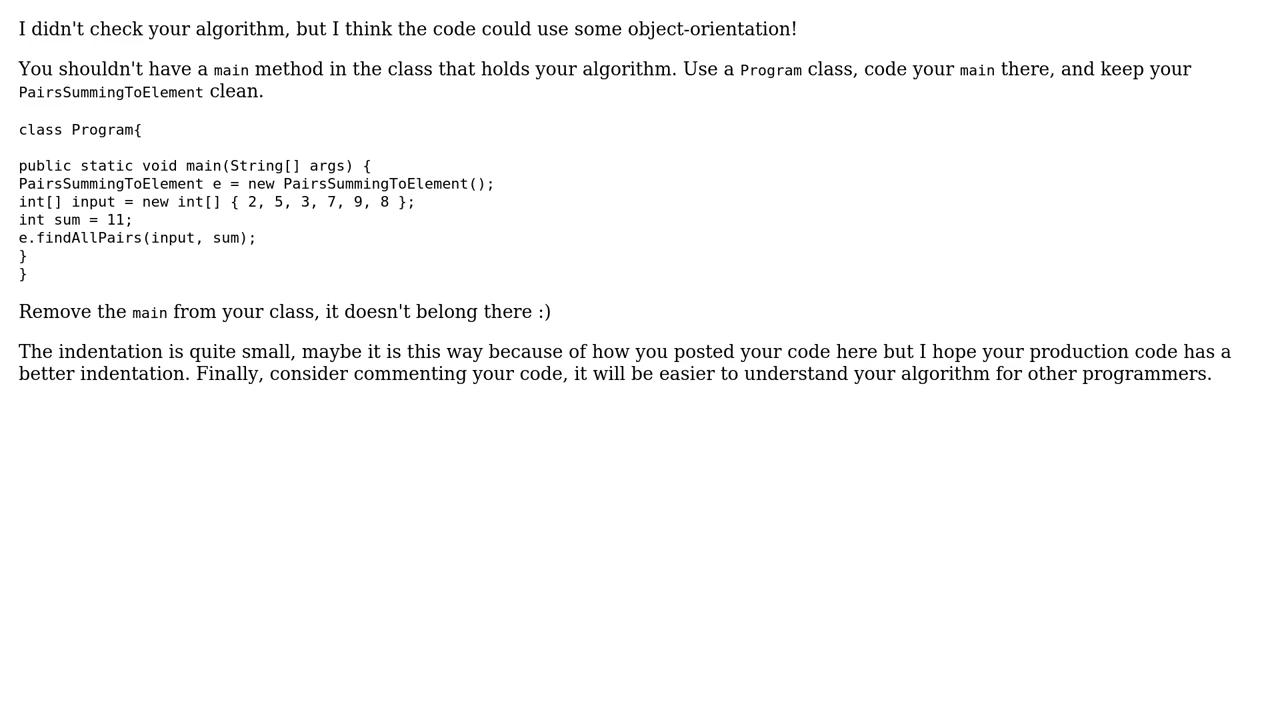 I didn't check your algorithm, but I think the code could use some object-orientation!
You shouldn't have a main method in the class that holds your algorithm. Use a Program class, code your main there, and keep your
PairsSummingToElement clean.
class Program{
public static void main(String[] args) {
PairsSummingToElement e = new PairsSummingToElement();
int[] input = new int[] { 2, 5, 3, 7, 9, 8 };
int sum = 11;
e.findAllPairs(input, sum);
}
}
Remove the main from your class, it doesn't belong there :)
The indentation is quite small, maybe it is this way because of how you posted your code here but I hope your production code has a
better indentation. Finally, consider commenting your code, it will be easier to understand your algorithm for other programmers.